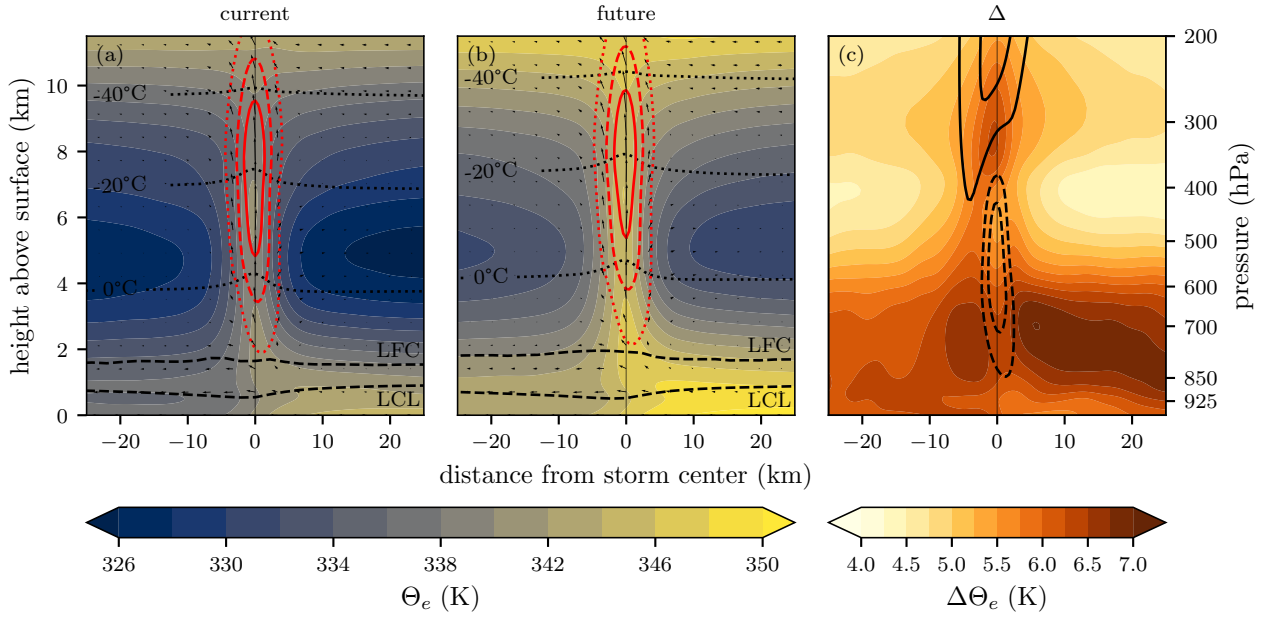 current
future
Δ
(a)
(b)
(c)
10
8
6
4
2
0
height above surface (km)
-40°C
-20°C
0°C
LFC
LCL
-40°C
-20°C
0°C
LFC
LCL
200
300
400
500
600
700
850
925
pressure (hPa)
−20 −10 0 10 20
−20 −10 0 10 20
−20 −10 0 10 20
distance from storm center (km)
326 330 334 338 342 346 350
Θe (K)
4.0 4.5 5.0 5.5 6.0 6.5 7.0
ΔΘe (K)